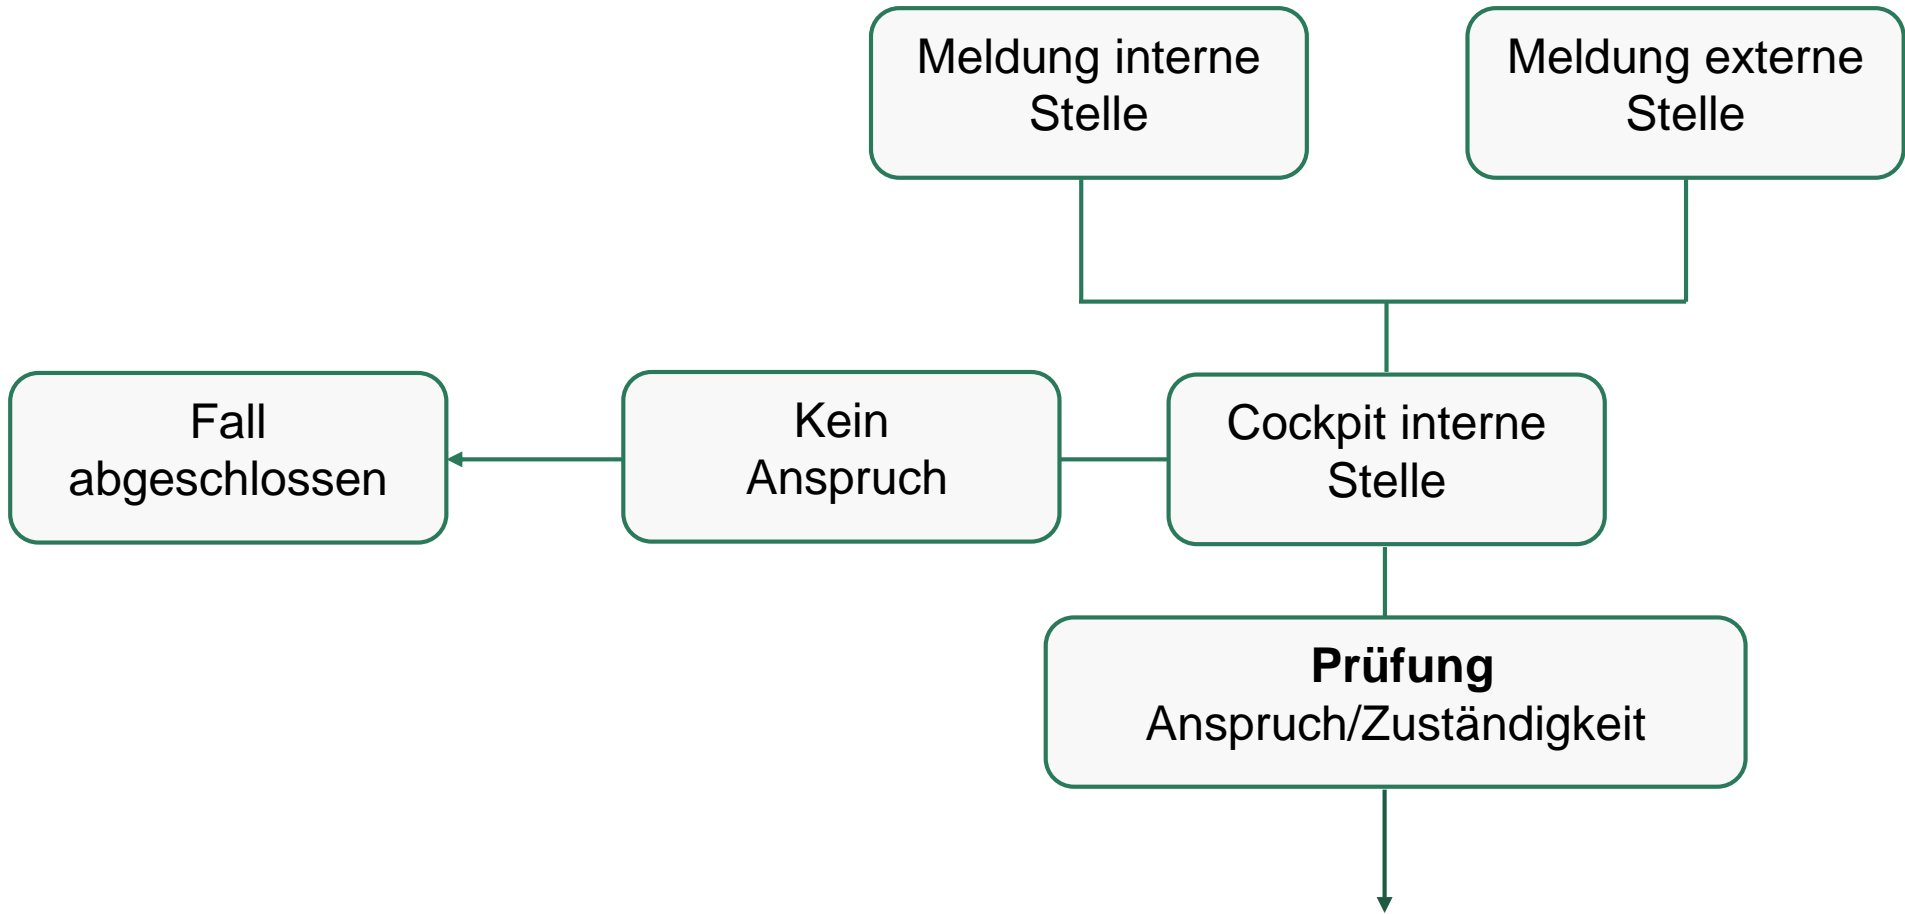 Meldung interne
Stelle
Meldung externe
Stelle
Fall
abgeschlossen
Kein
Anspruch
Cockpit interne
Stelle
Prüfung
Anspruch/Zuständigkeit